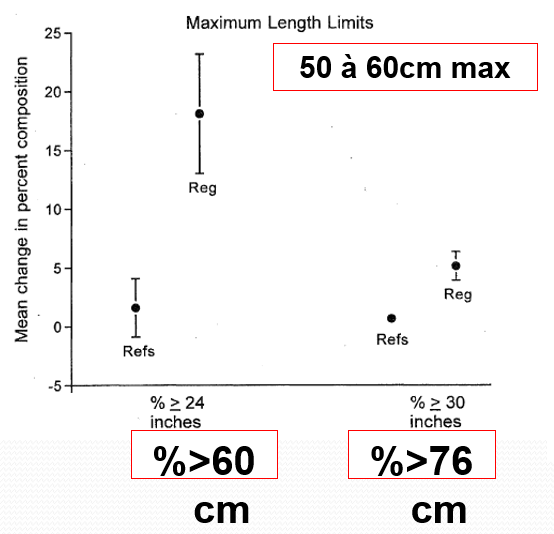 Maximum Length Limits
50 à 60cm max
Mean change in percent composition
25
20
15
10
5
0
-5
Reg
Refs
Reg
Refs
% ≥ 24
inches
% ≥ 30
inches
%>60
cm
%>76
cm